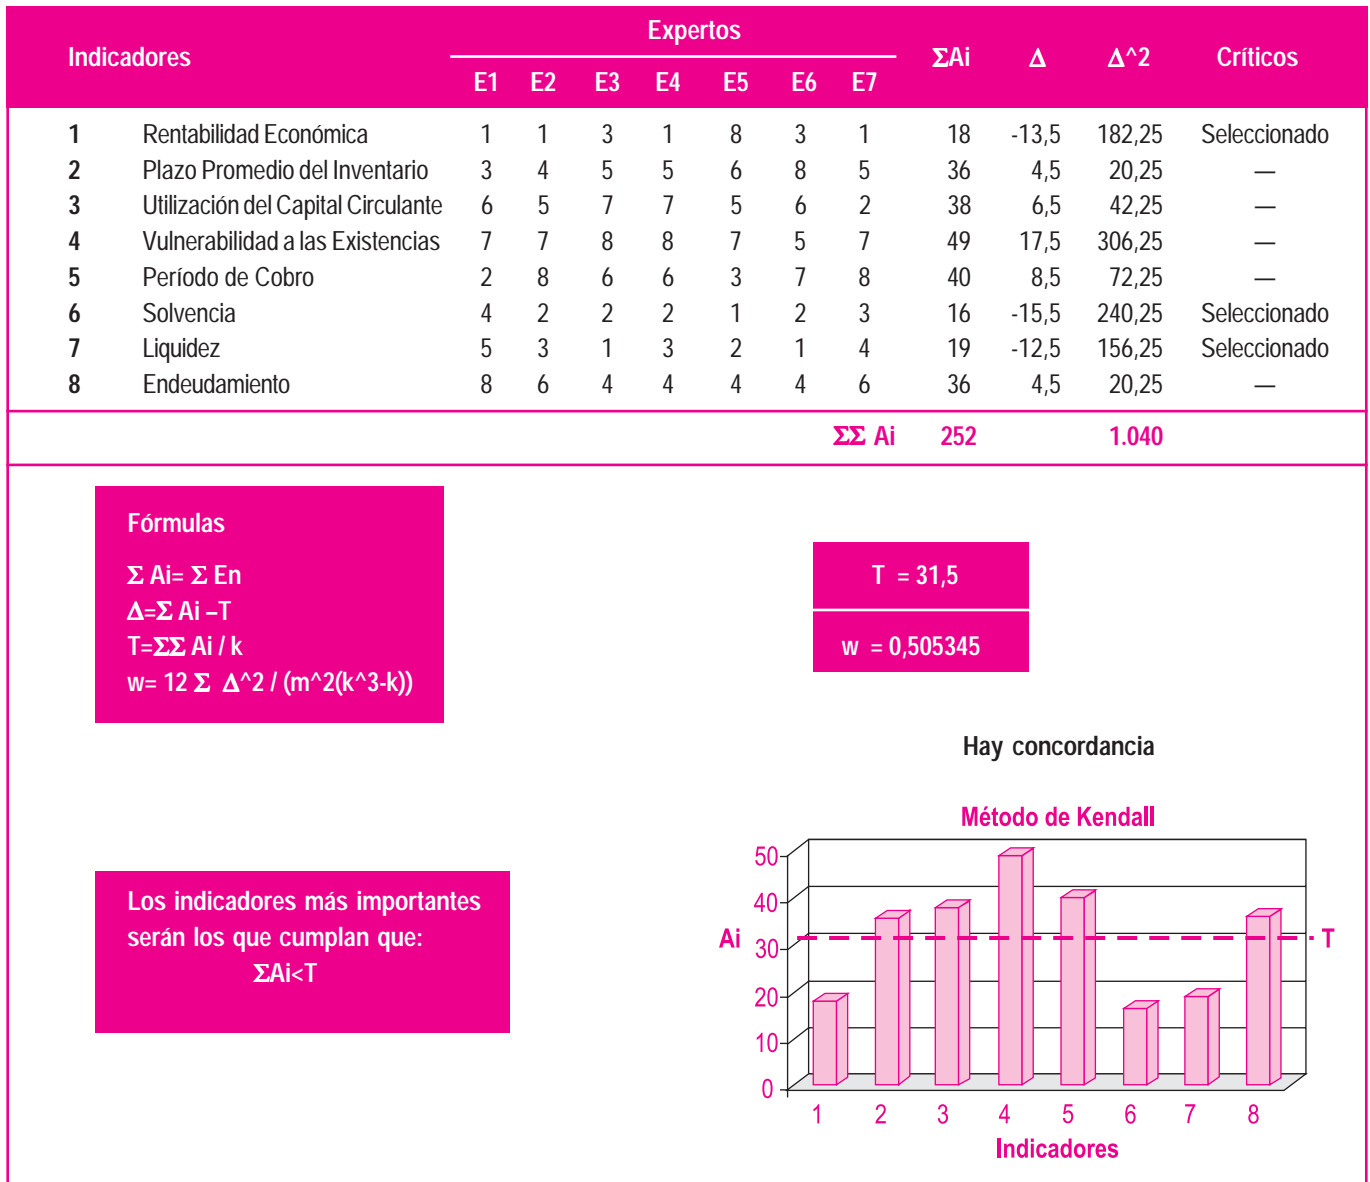 Indicadores Expertos ΣAi Δ Δ^2 Críticos
E1 E2 E3 E4 E5 E6 E7
1 Rentabilidad Económica 1 1 3 1 8 3 1 18 -13,5 182,25 Seleccionado
2 Plazo Promedio del Inventario 3 4 5 5 6 8 5 36 4,5 20,25 —
3 Utilización del Capital Circulante 6 5 7 7 5 6 2 38 6,5 42,25 —
4 Vulnerabilidad a las Existencias 7 7 8 8 7 5 7 49 17,5 306,25 —
5 Período de Cobro 2 8 6 6 3 7 8 40 8,5 72,25 —
6 Solvencia 4 2 2 2 1 2 3 16 -15,5 240,25 Seleccionado
7 Liquidez 5 3 1 3 2 1 4 19 -12,5 156,25 Seleccionado
8 Endeudamiento 8 6 4 4 4 4 6 36 4,5 20,25 —
ΣΣ Ai 252 1.040
Fórmulas
Σ Ai= Σ En
Δ=Σ Ai –T
T=ΣΣ Ai / k
w= 12 Σ Δ^2 / (m^2(k^3-k))
T = 31,5
w = 0,505345
Hay concordancia
Los indicadores más importantes
serán los que cumplan que:
ΣAi<T
Método de Kendall
50
40
Ai
30
T
20
10
0
1 2 3 4 5 6 7 8
Indicadores